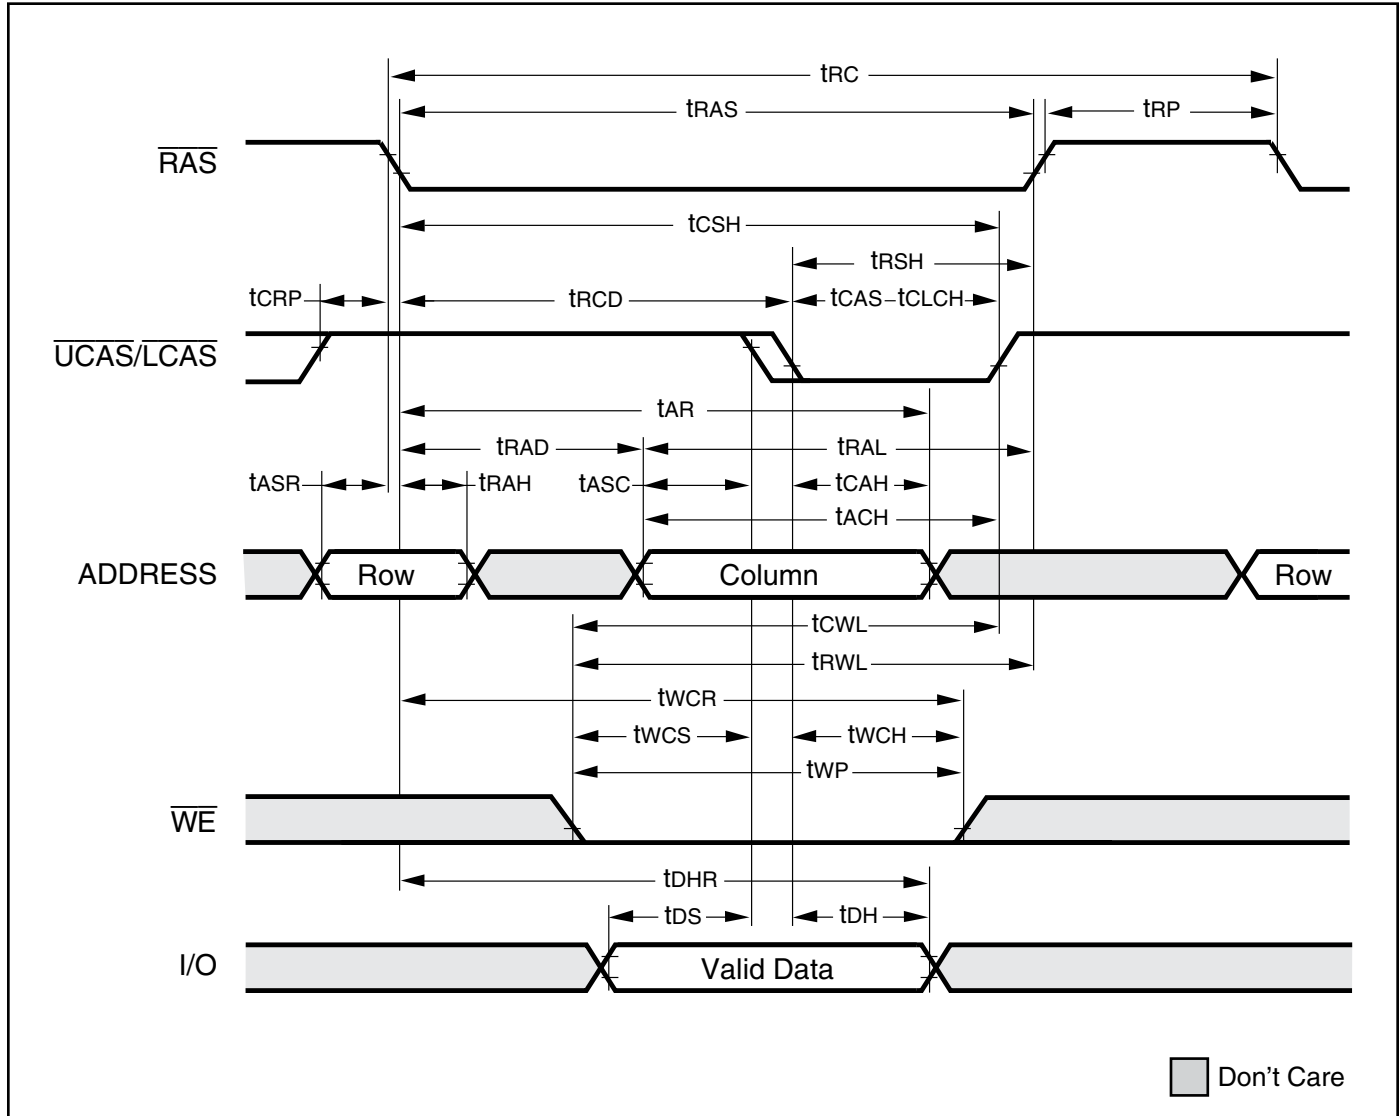 tRC
tRAS tRP
RAS
tCSH
tRSH
tCRP tRCD tCAS tCLCH
UCAS/LCAS
tAR
tRAD tRAL
tASR tRAH tASC tCAH
tACH
ADDRESS Row Column Row
tCWL
tRWL
tWCR
tWCS tWCH
tWP
WE
tDHR
tDS tDH
I/O Valid Data
Don't Care